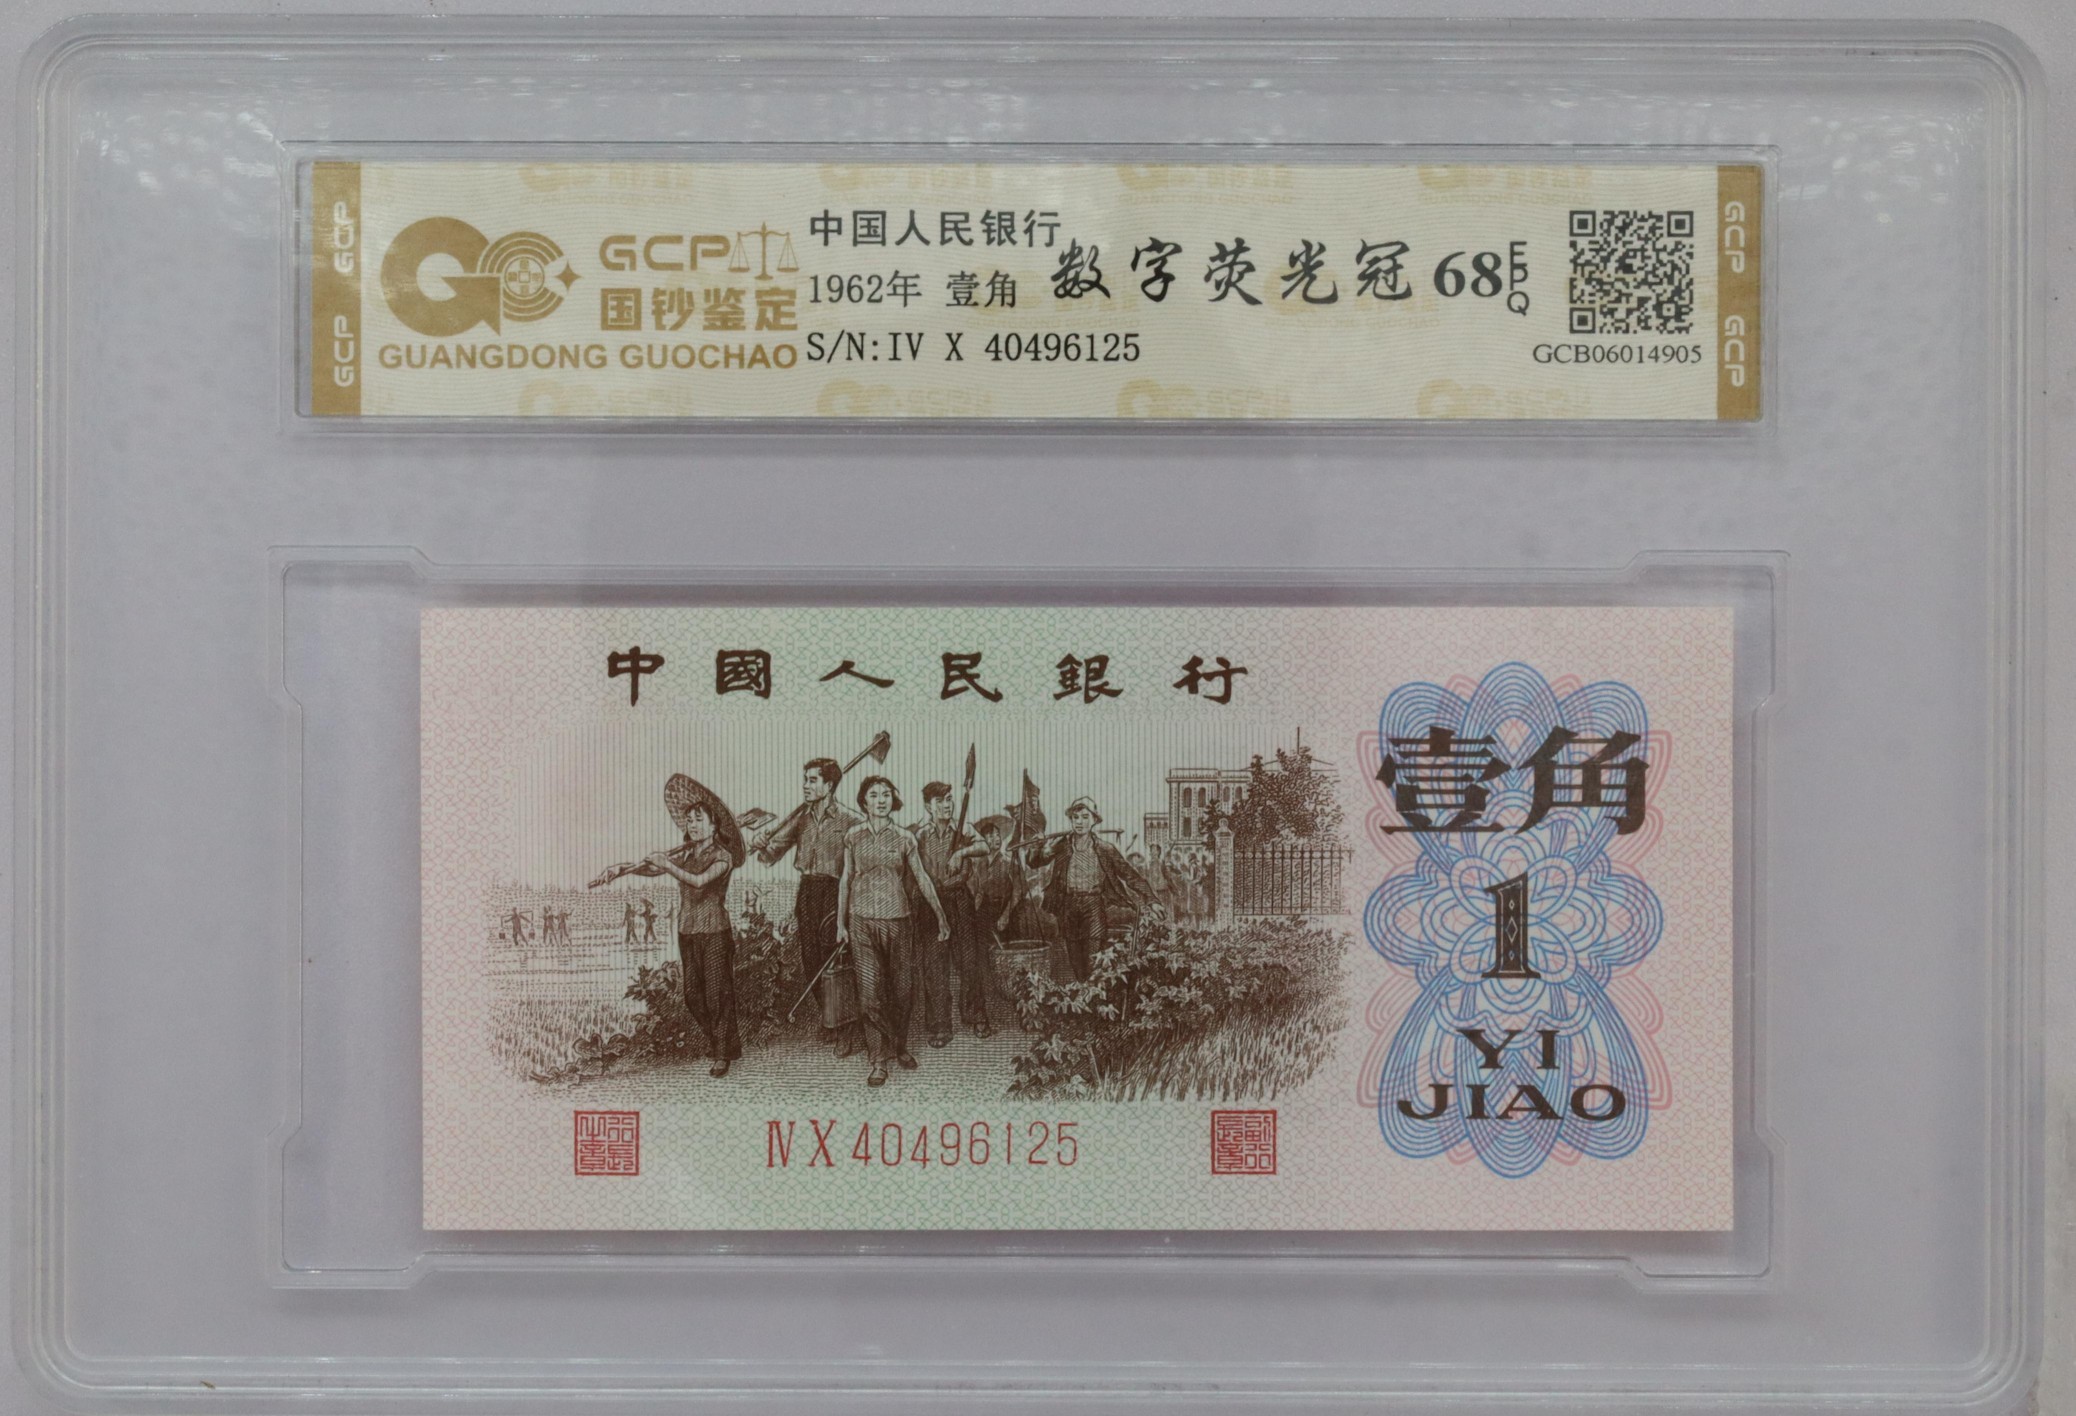 GCP
国钞鉴定
GUANGDONG GUOCHAO
中国人民银行
1962年 壹角
S/N:IV X 40496125
数字荧光冠 68 EPQ
GCB06014905
GCP
GCP
GCP
GCP
中國人民銀行
壹角
1
YI
JIAO
ⅣX40496125